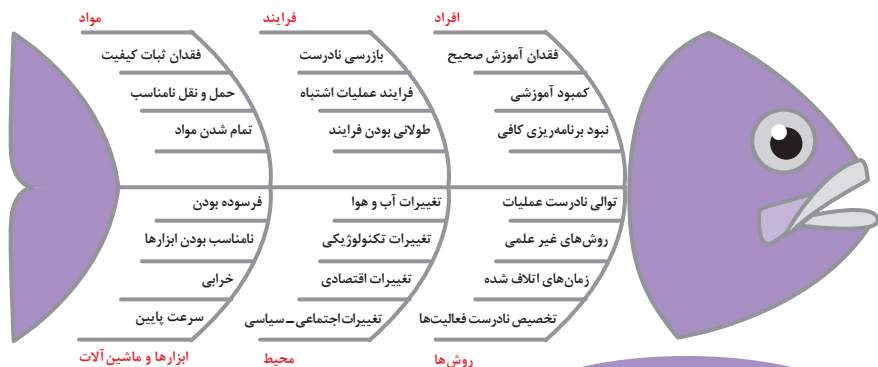 افراد
فقدان آموزش صحیح
کمبود آموزشی
نبود برنامه‌ریزی کافی
فرایند
بازرسی نادرست
فرایند عملیات اشتباه
طولانی بودن فرایند
مواد
فقدان ثبات کیفیت
حمل و نقل نامناسب
تمام شدن مواد
توالی نادرست عملیات
روش‌های غیر علمی
زمان‌های اتلاف شده
تخصیص نادرست فعالیت‌ها
روش‌ها
تغییرات آب و هوا
تغییرات تکنولوژیکی
تغییرات اقتصادی
تغییرات اجتماعی ـ سیاسی
محیط
فرسوده بودن
نامناسب بودن ابزارها
خرابی
سرعت پایین
ابزارها و ماشین‌آلات